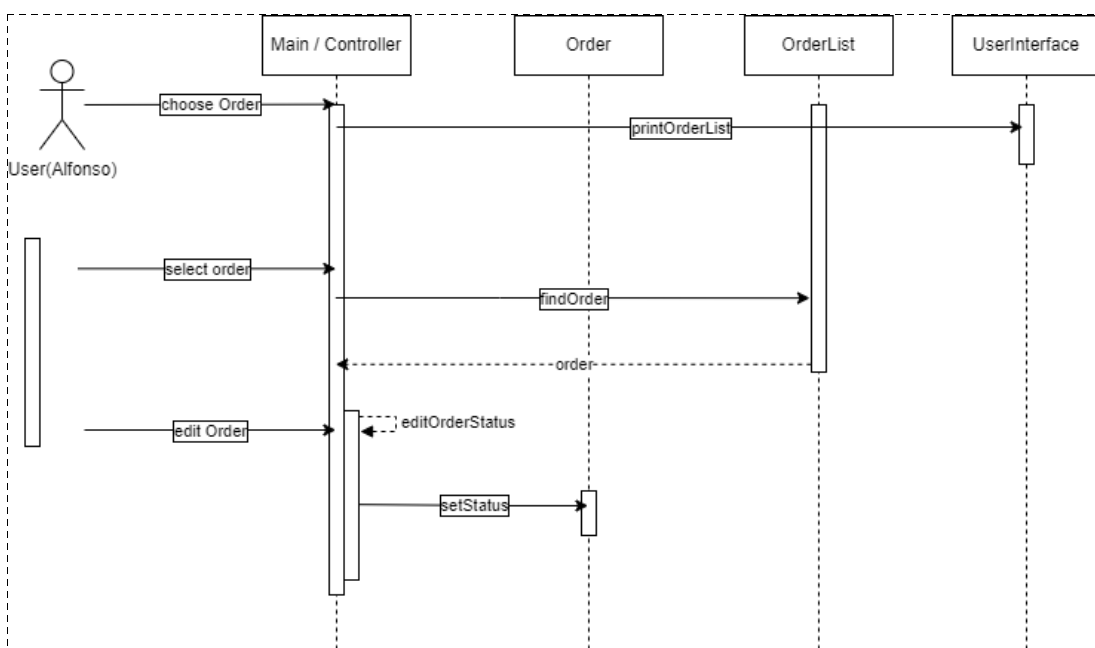 Main / Controller
Order
OrderList
UserInterface
choose Order
printOrderList
User(Alfonso)
select order
findOrder
order
editOrderStatus
edit Order
setStatus